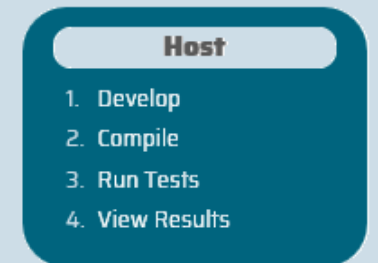 Host
1. Develop
2. Compile
3. Run Tests
4. View Results